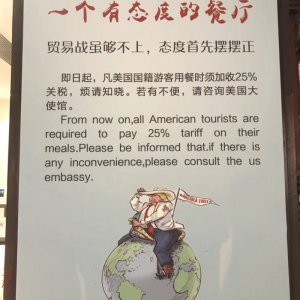 一个有态度的餐厅
贸易战虽够不上，态度首先摆摆正
即日起，凡美国国籍游客用餐时须加收25%
关税，烦请知晓。若有不便，请咨询美国大
使馆。
From now on,all American tourists are
required to pay 25% tariff on their
meals.Please be informed that.if there is
any inconvenience,please consult the us
embassy.
AMERICA FIRST